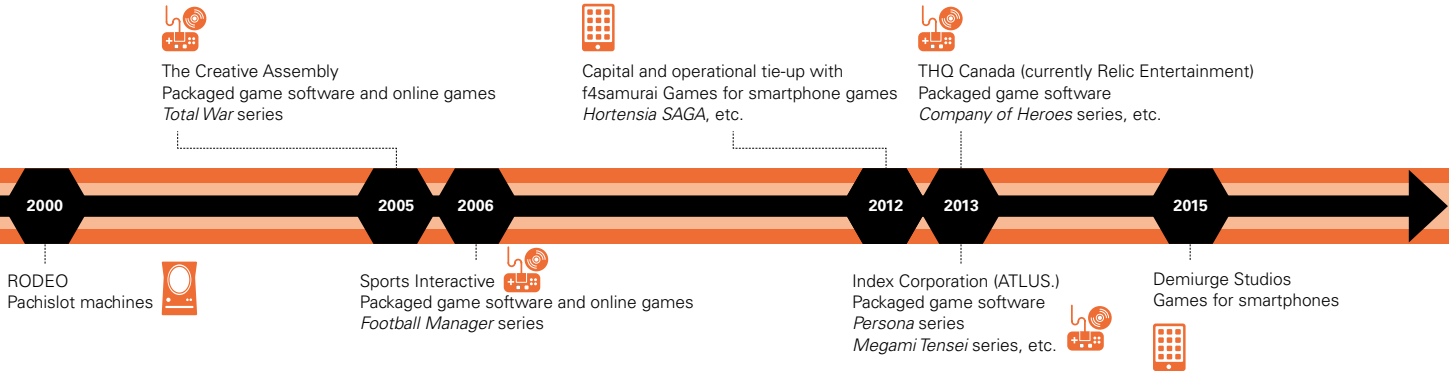 The Creative Assembly
Packaged game software and online games
Total War series
Capital and operational tie-up with
f4samurai Games for smartphone games
Hortensia SAGA, etc.
THQ Canada (currently Relic Entertainment)
Packaged game software
Company of Heroes series, etc.
2000
2005
2006
2012
2013
2015
RODEO
Pachislot machines
Sports Interactive
Packaged game software and online games
Football Manager series
Index Corporation (ATLUS.)
Packaged game software
Persona series
Megami Tensei series, etc.
Demiurge Studios
Games for smartphones